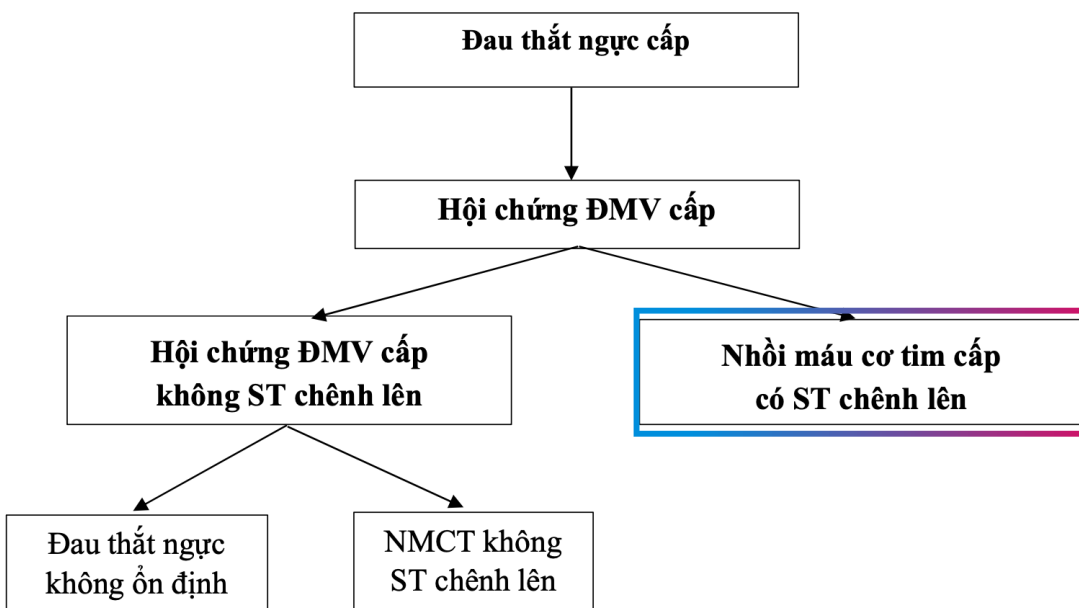 Đau thắt ngực cấp
Hội chứng ĐMV cấp
Hội chứng ĐMV cấp
không ST chênh lên
Nhồi máu cơ tim cấp
có ST chênh lên
Đau thắt ngực
không ổn định
NMCT không
ST chênh lên